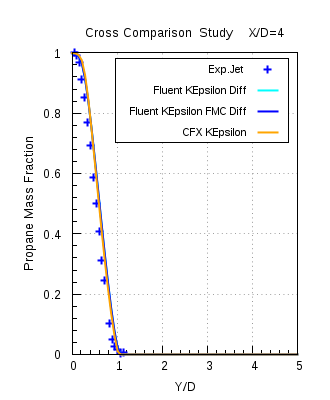 Cross Comparison Study X/D=4
Propane Mass Fraction
1
0.8
0.6
0.4
0.2
0
Exp.Jet
Fluent KEpsilon Diff
Fluent KEpsilon FMC Diff
CFX KEpsilon
0 1 2 3 4 5
Y/D